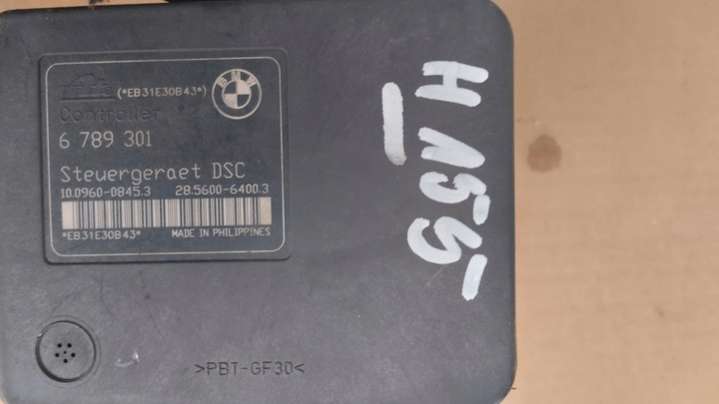 (*EB31E30B43*)
BMW
Controller
6 789 301
Steuergeraet DSC
10.0960-0845.3 28.5600-6400.3
*EB31E30B43* MADE IN PHILIPPINES
>PBT-GF30<